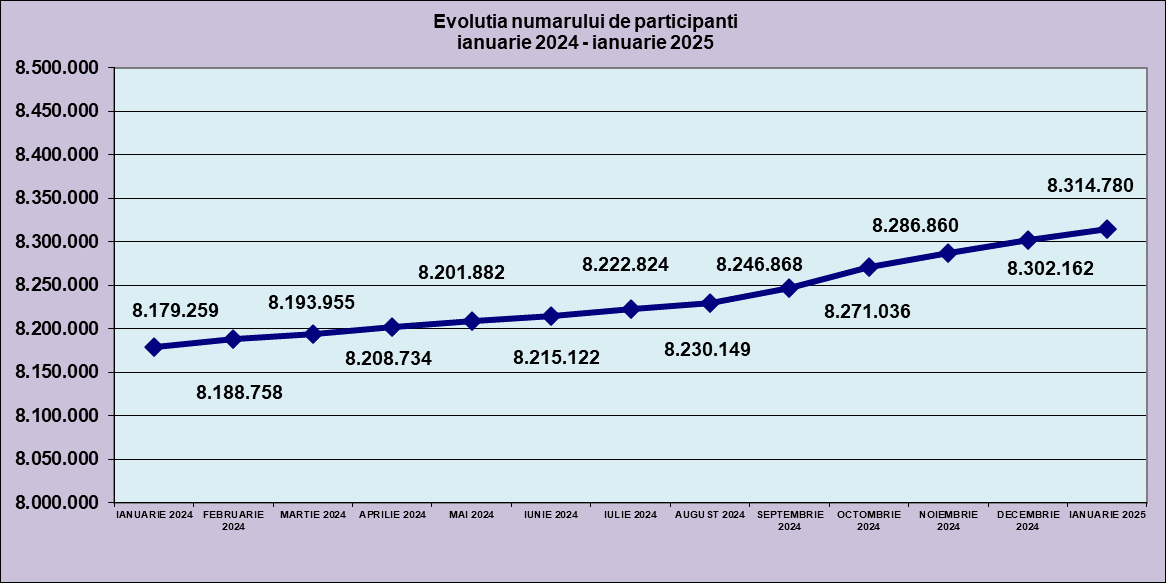 Evolutia numarului de participanti
ianuarie 2024 - ianuarie 2025
8.500.000
8.450.000
8.400.000
8.350.000
8.300.000
8.250.000
8.200.000
8.150.000
8.100.000
8.050.000
8.000.000
8.179.259
8.188.758
8.193.955
8.208.734
8.201.882
8.215.122
8.222.824
8.230.149
8.246.868
8.271.036
8.286.860
8.302.162
8.314.780
IANUARIE 2024
FEBRUARIE
2024
MARTIE 2024
APRILIE 2024
MAI 2024
IUNIE 2024
IULIE 2024
AUGUST 2024
SEPTEMBRIE
2024
OCTOMBRIE
2024
NOIEMBRIE
2024
DECEMBRIE
2024
IANUARIE 2025